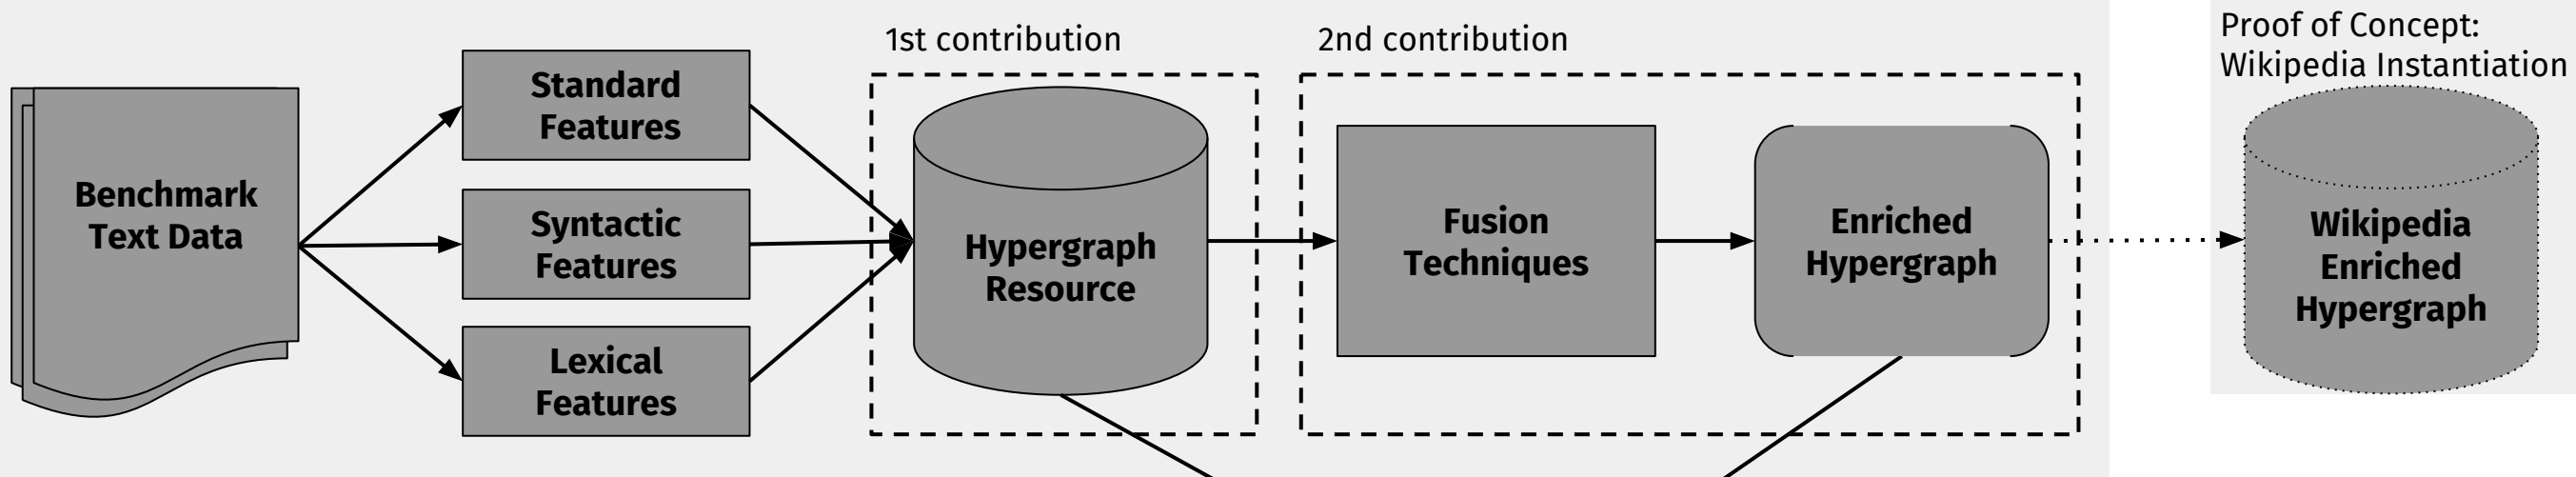 Benchmark
Text Data
Standard
Features
Syntactic
Features
Lexical
Features
1st contribution
Hypergraph
Resource
2nd contribution
Fusion
Techniques
Enriched
Hypergraph
Proof of Concept:
Wikipedia Instantiation
Wikipedia
Enriched
Hypergraph